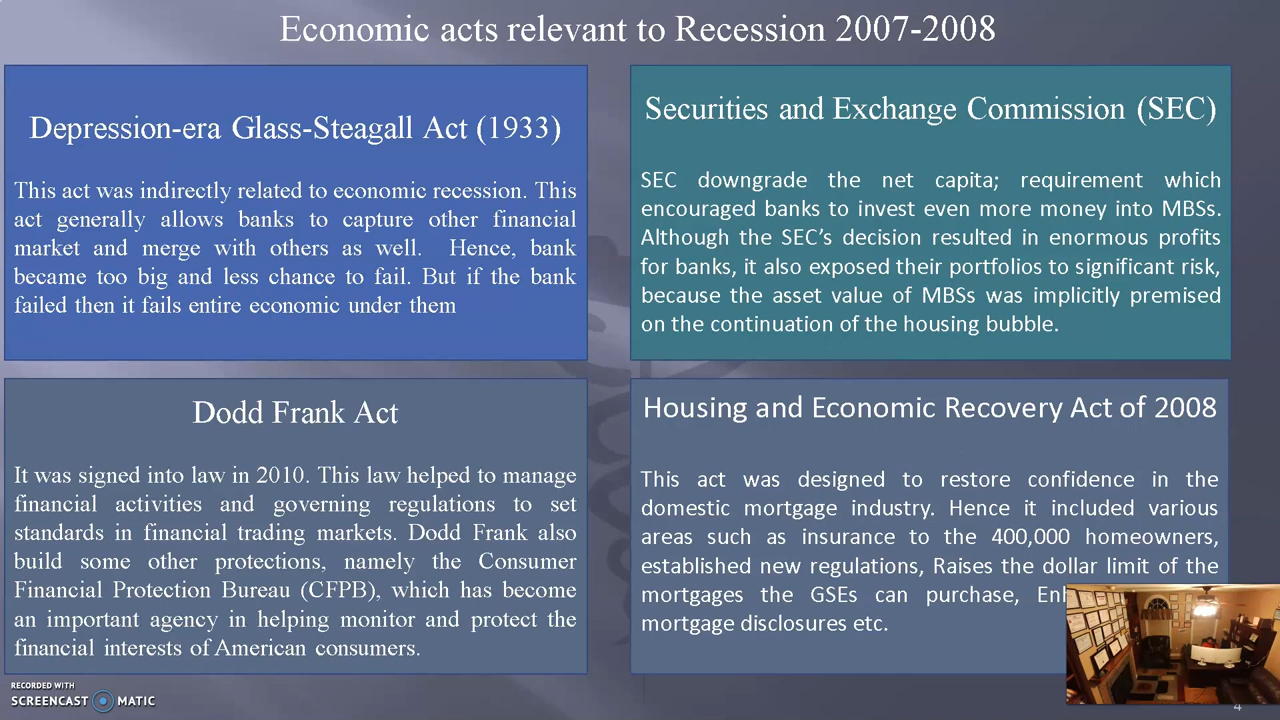 Economic acts relevant to Recession 2007-2008
Depression-era Glass-Steagall Act (1933)
This act was indirectly related to economic recession. This
act generally allows banks to capture other financial
market and merge with others as well. Hence, bank
became too big and less chance to fail. But if the bank
failed then it fails entire economic under them
Securities and Exchange Commission (SEC)
SEC downgrade the net capita; requirement which
encouraged banks to invest even more money into MBSs.
Although the SEC’s decision resulted in enormous profits
for banks, it also exposed their portfolios to significant risk,
because the asset value of MBSs was implicitly premised
on the continuation of the housing bubble.
Dodd Frank Act
It was signed into law in 2010. This law helped to manage
financial activities and governing regulations to set
standards in financial trading markets. Dodd Frank also
build some other protections, namely the Consumer
Financial Protection Bureau (CFPB), which has become
an important agency in helping monitor and protect the
financial interests of American consumers.
Housing and Economic Recovery Act of 2008
This act was designed to restore confidence in the
domestic mortgage industry. Hence it included various
areas such as insurance to the 400,000 homeowners,
established new regulations, Raises the dollar limit of the
mortgages the GSEs can purchase,
mortgage disclosures etc.
RECORDED WITH
SCREENCAST MATIC
4